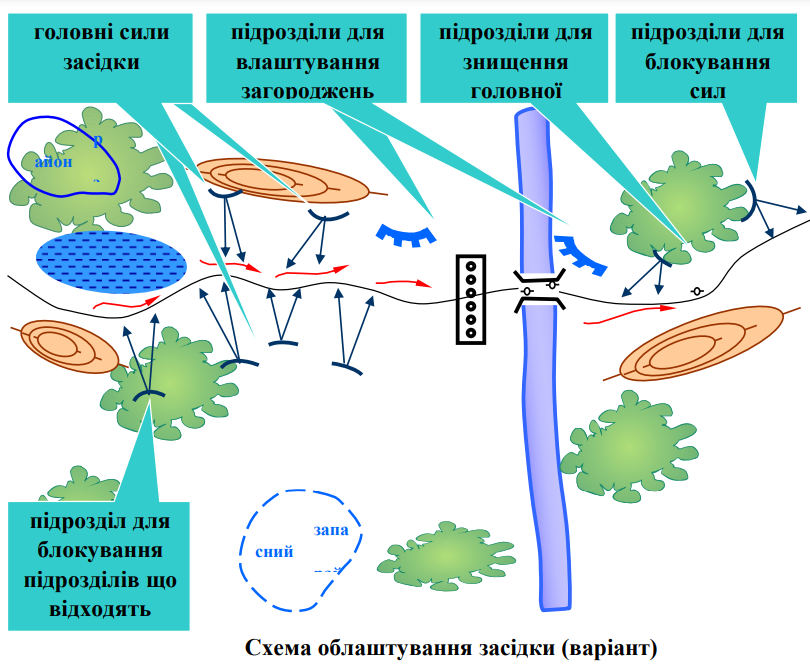 головні сили
засідки
підрозділи для
влаштування
загороджень
підрозділи для
знищення
головної
підрозділи для
блокування
сил
р
айон
підрозділ для
блокування
підрозділів що
відходять
запа
сний
Схема облаштування засідки (варіант)